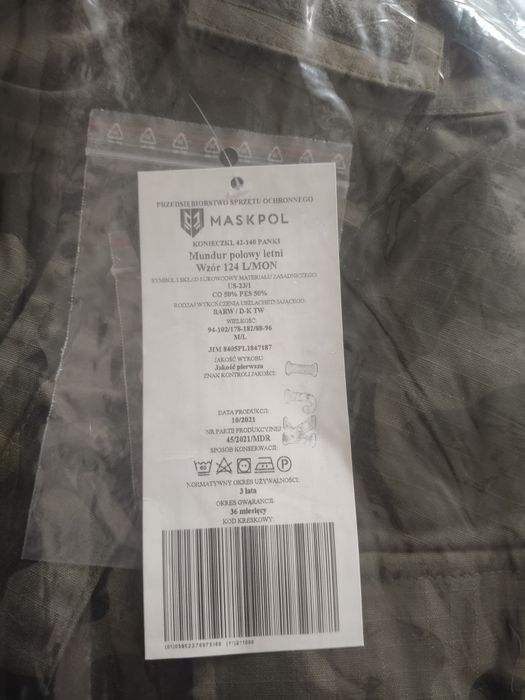 PRZEDSIĘBIORSTWO SPRZĘTU OCHRONNEGO
MASKPOL
KONIECZKI, 42-140 PANKI
Mundur polowy letni
Wzór 124 L/MON
SYMBOL I SKŁAD SUROWCOWY MATERIAŁU ZASADNICZEGO:
US-23/1
CO 50% PES 50%
RODZAJ WYKOŃCZENIA USZLACHETNIAJĄCEGO:
BARW / D-K TW
WIELKOŚĆ:
94-102/178-182/88-96
M/L
JIM 8405PL1847187
JAKOŚĆ WYROBU
Jakość pierwsza
ZNAK KONTROLI JAKOŚCI:
DATA PRODUKCJI:
10/2021
NR PARTII PRODUKCYJNEJ
45/2021/MDR
SPOSÓB KONSERWACJI:
NORMATYWNY OKRES UŻYWALNOŚCI:
3 lata
OKRES GWARANCJI:
36 miesięcy
KOD KRESKOWY: